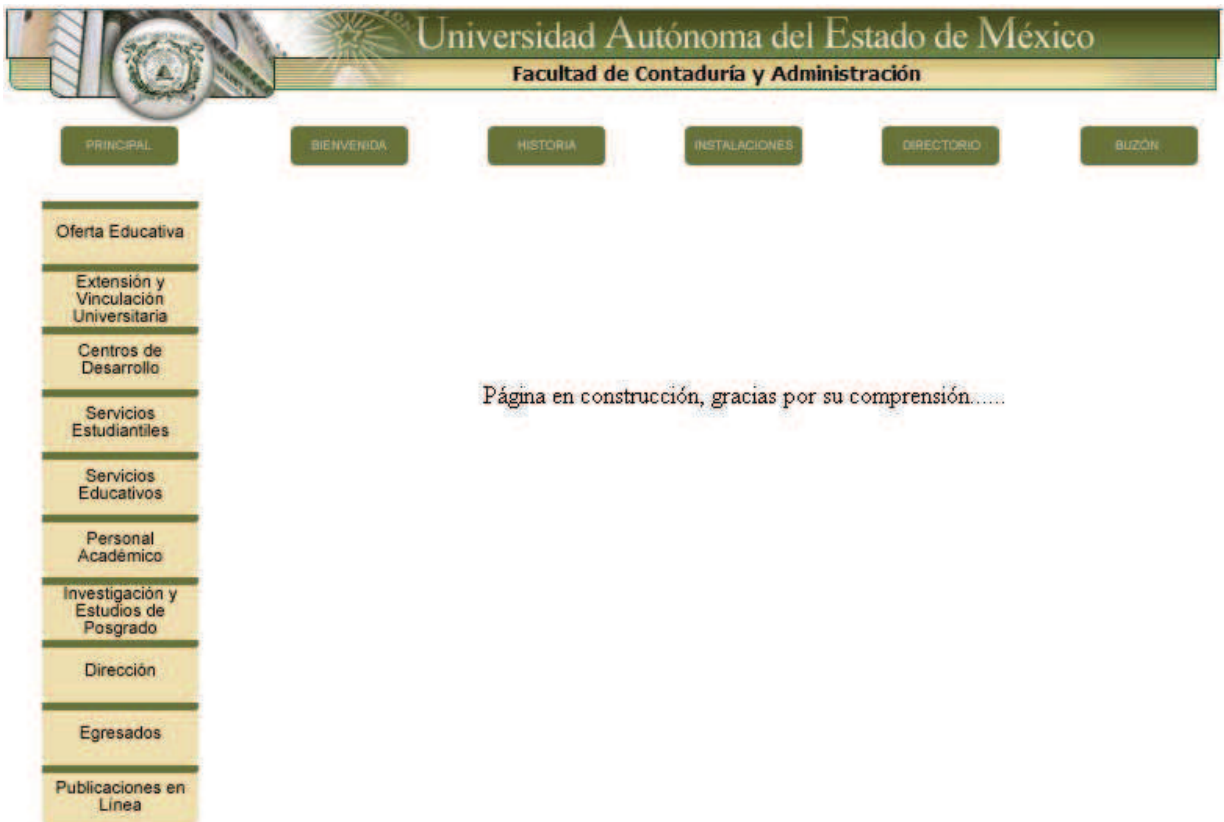 Universidad Autónoma del Estado de México
Facultad de Contaduría y Administración
PRINCIPAL
BIENVENIDA
HISTORIA
INSTALACIONES
DIRECTORIO
BUZÓN
Oferta Educativa
Extensión y
Vinculación
Universitaria
Centros de
Desarrollo
Servicios
Estudiantiles
Servicios
Educativos
Personal
Académico
Investigación y
Estudios de
Posgrado
Dirección
Egresados
Publicaciones en
Línea
Página en construcción, gracias por su comprensión......